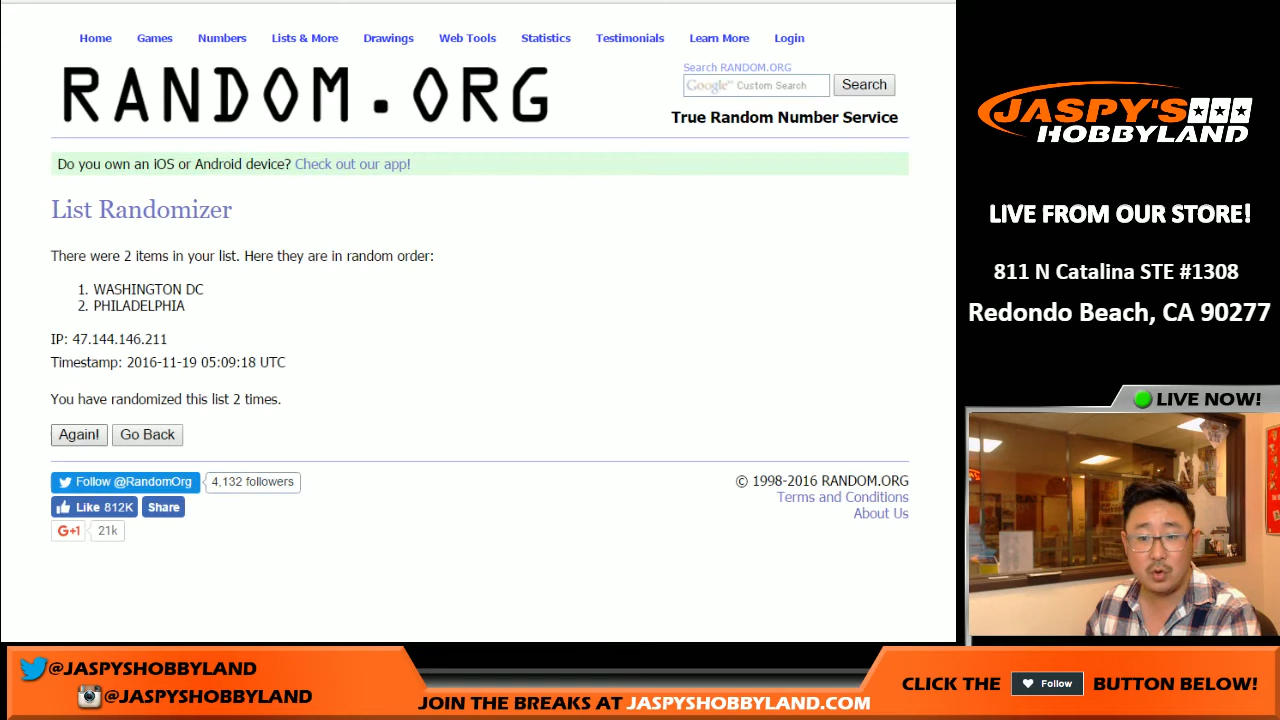 Home Games Numbers Lists & More Drawings Web Tools Statistics Testimonials Learn More Login
RANDOM.ORG
Search RANDOM.ORG
Google™ Custom Search Search
True Random Number Service
Do you own an iOS or Android device? Check out our app!
List Randomizer
There were 2 items in your list. Here they are in random order:
1. WASHINGTON DC
2. PHILADELPHIA
IP: 47.144.146.211
Timestamp: 2016-11-19 05:09:18 UTC
You have randomized this list 2 times.
Again! Go Back
Follow @RandomOrg 4,132 followers
Like 812K Share
G+1 21k
© 1998-2016 RANDOM.ORG
Terms and Conditions
About Us
JASPY'S
HOBBYLAND
LIVE FROM OUR STORE!
811 N Catalina STE #1308
Redondo Beach, CA 90277
LIVE NOW!
@JASPYSHOBBYLAND
@JASPYSHOBBYLAND
JOIN THE BREAKS AT JASPYSHOBBYLAND.COM
CLICK THE Follow BUTTON BELOW!